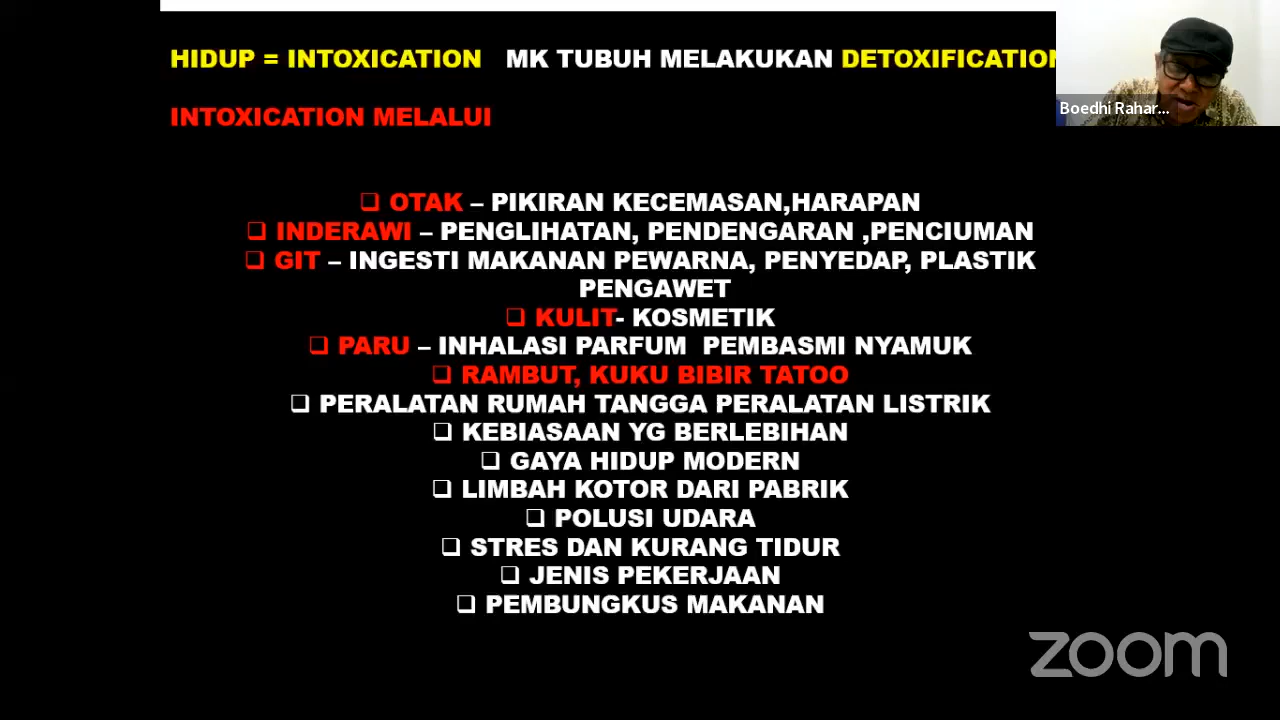 HIDUP = INTOXICATION MK TUBUH MELAKUKAN DETOXIFICATION
Boedhi Rahar...
INTOXICATION MELALUI
❑ OTAK – PIKIRAN KECEMASAN,HARAPAN
❑ INDERAWI – PENGLIHATAN, PENDENGARAN ,PENCIUMAN
❑ GIT – INGESTI MAKANAN PEWARNA, PENYEDAP, PLASTIK
PENGAWET
❑ KULIT- KOSMETIK
❑ PARU – INHALASI PARFUM PEMBASMI NYAMUK
❑ RAMBUT, KUKU BIBIR TATOO
❑ PERALATAN RUMAH TANGGA PERALATAN LISTRIK
❑ KEBIASAAN YG BERLEBIHAN
❑ GAYA HIDUP MODERN
❑ LIMBAH KOTOR DARI PABRIK
❑ POLUSI UDARA
❑ STRES DAN KURANG TIDUR
❑ JENIS PEKERJAAN
❑ PEMBUNGKUS MAKANAN
zoom